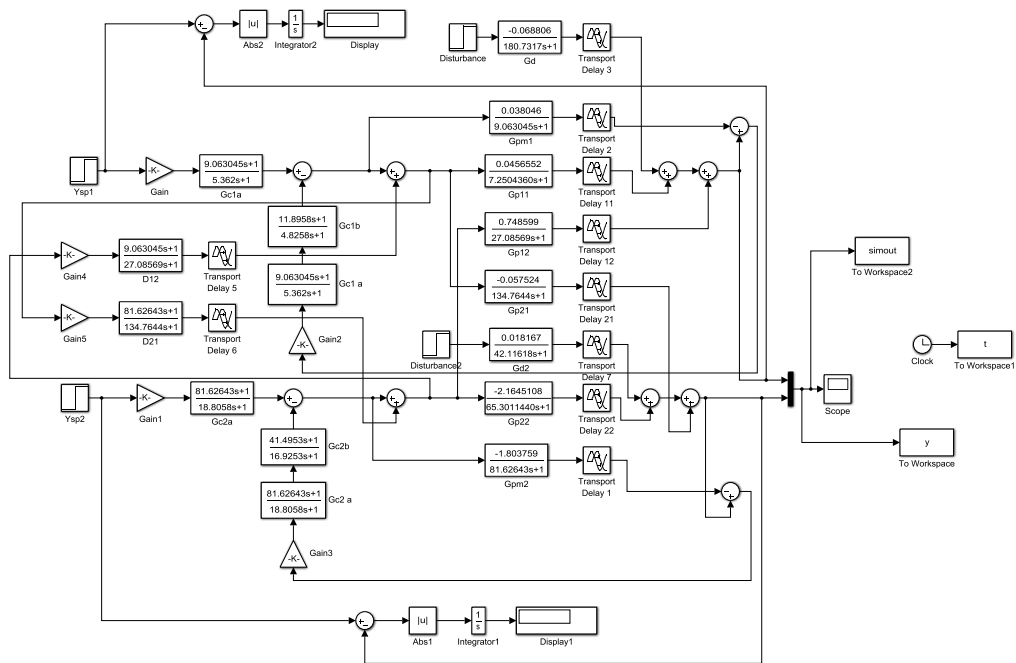 |u|
1
s
Abs2
Integrator2
Display
-0.068806
180.7317s+1
Disturbance
Gd
Transport
Delay 3
0.038046
9.063045s+1
Gpm1
Transport
Delay 2
Ysp1
-K-
Gain
9.063045s+1
5.362s+1
Gc1a
0.0456552
7.2504360s+1
Gp11
Transport
Delay 11
11.8958s+1
4.8258s+1
Gc1b
0.748599
27.08569s+1
Gp12
Transport
Delay 12
-K-
Gain4
9.063045s+1
27.08569s+1
D12
Transport
Delay 5
9.063045s+1
5.362s+1
Gc1 a
-0.057524
134.7644s+1
Gp21
Transport
Delay 21
simout
To Workspace2
-K-
Gain5
81.62643s+1
134.7644s+1
D21
Transport
Delay 6
-K-
Gain2
Disturbance2
0.018167
42.11618s+1
Gd2
Transport
Delay 7
Clock
t
To Workspace1
Ysp2
-K-
Gain1
81.62643s+1
18.8058s+1
Gc2a
-2.1645108
65.3011440s+1
Gp22
Transport
Delay 22
Scope
41.4953s+1
16.9253s+1
Gc2b
-1.803759
81.62643s+1
Gpm2
Transport
Delay 1
y
To Workspace
81.62643s+1
18.8058s+1
Gc2 a
-K-
Gain3
|u|
1
s
Abs1
Integrator1
Display1